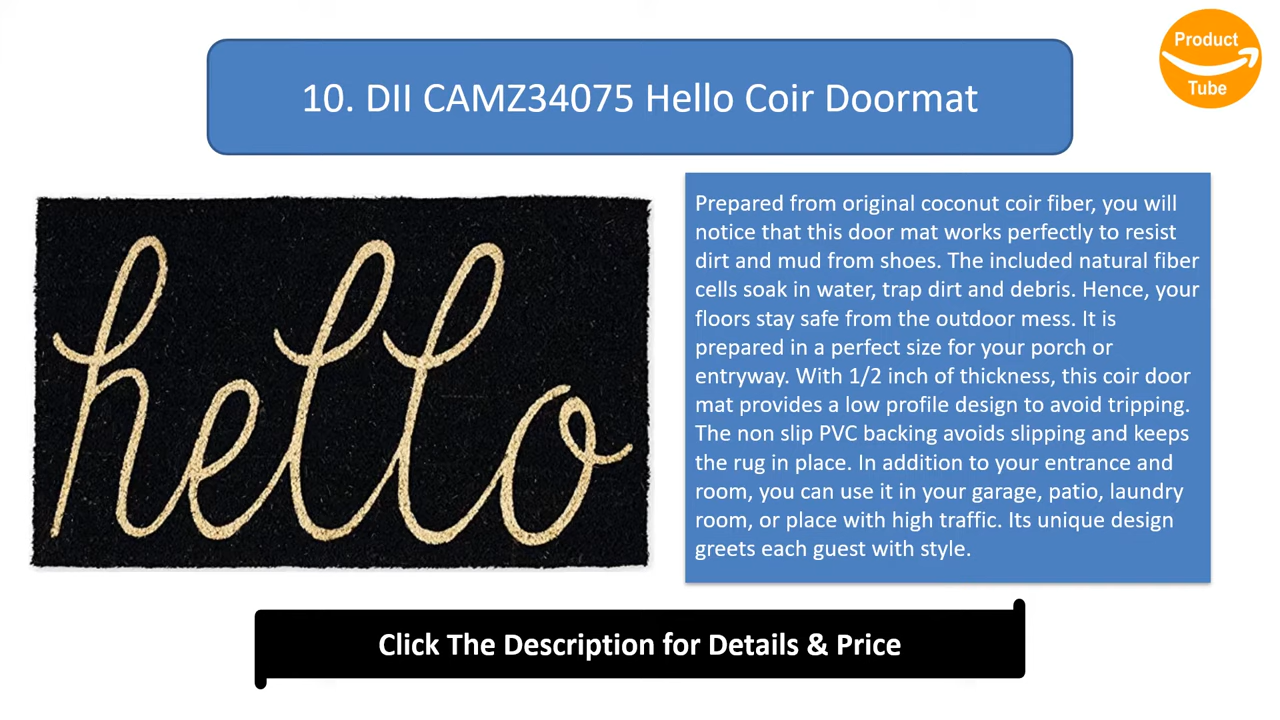 Product
Tube
10. DII CAMZ34075 Hello Coir Doormat
hello
Prepared from original coconut coir fiber, you will
notice that this door mat works perfectly to resist
dirt and mud from shoes. The included natural fiber
cells soak in water, trap dirt and debris. Hence, your
floors stay safe from the outdoor mess. It is
prepared in a perfect size for your porch or
entryway. With 1/2 inch of thickness, this coir door
mat provides a low profile design to avoid tripping.
The non slip PVC backing avoids slipping and keeps
the rug in place. In addition to your entrance and
room, you can use it in your garage, patio, laundry
room, or place with high traffic. Its unique design
greets each guest with style.
Click The Description for Details & Price